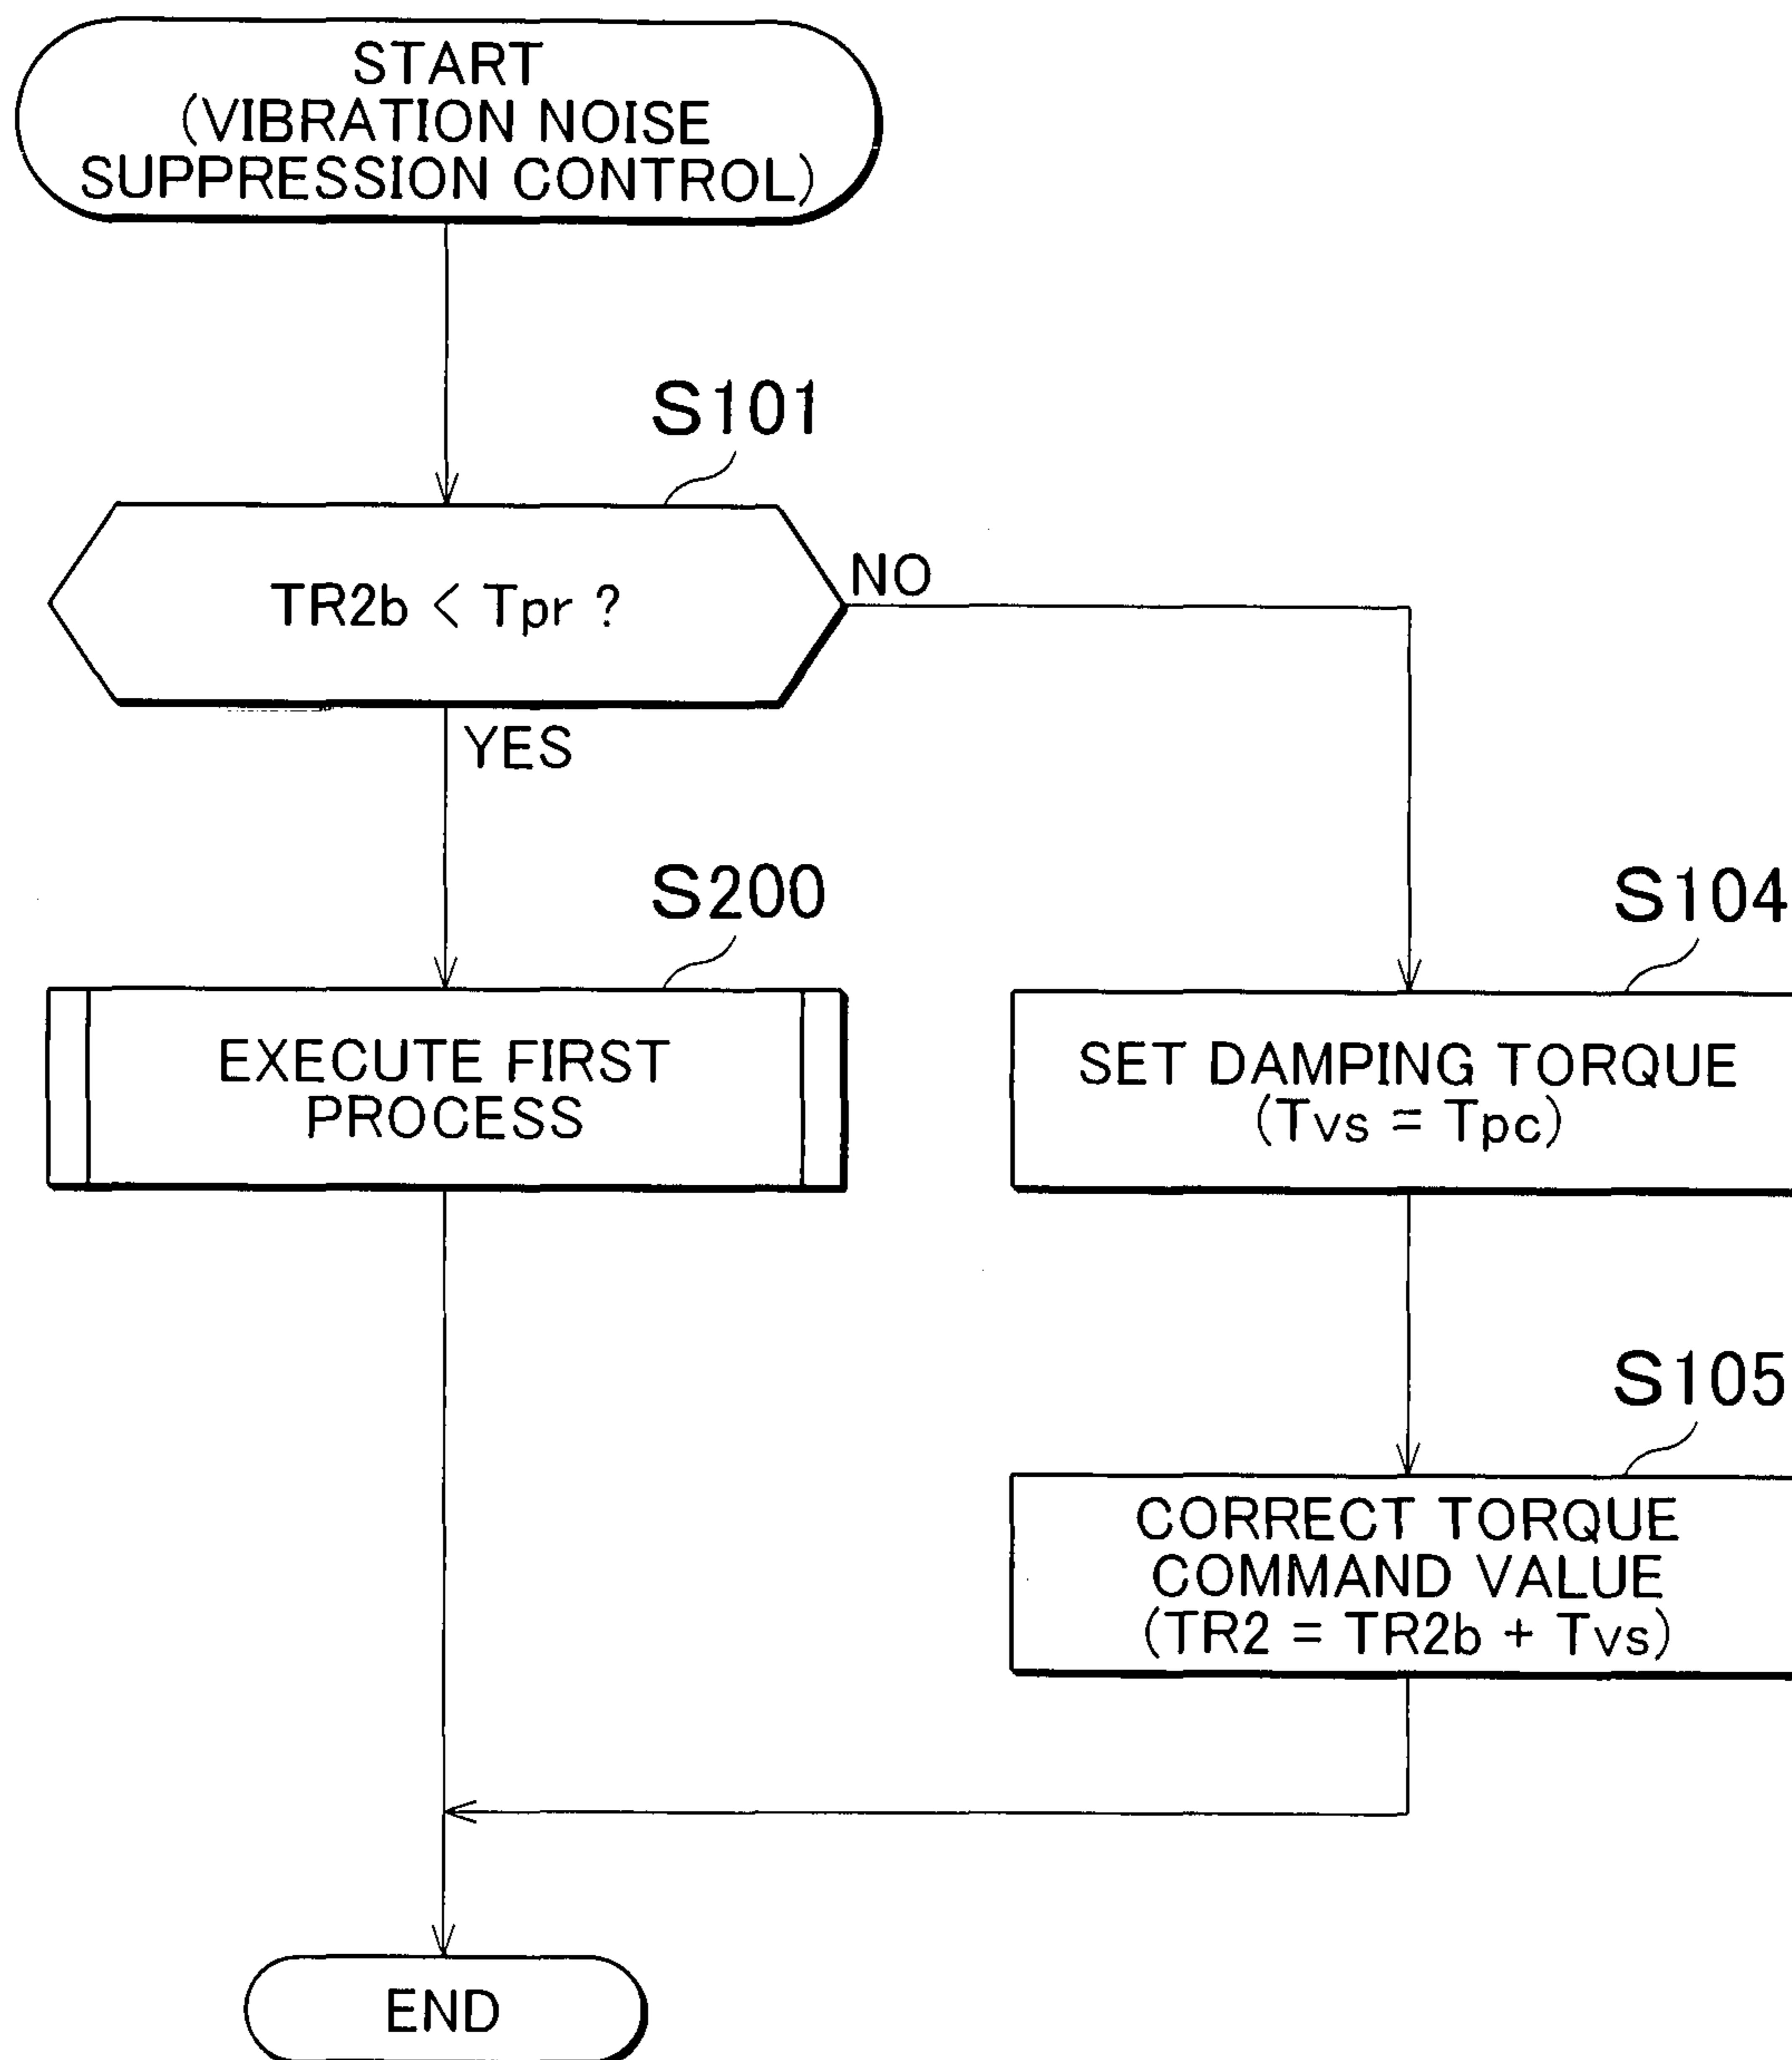 START
(VIBRATION NOISE
SUPPRESSION CONTROL)
S101
TR2b < Tpr ?
NO
YES
S200
EXECUTE FIRST
PROCESS
S104
SET DAMPING TORQUE
(Tvs = Tpc)
S105
CORRECT TORQUE
COMMAND VALUE
(TR2 = TR2b + Tvs)
END